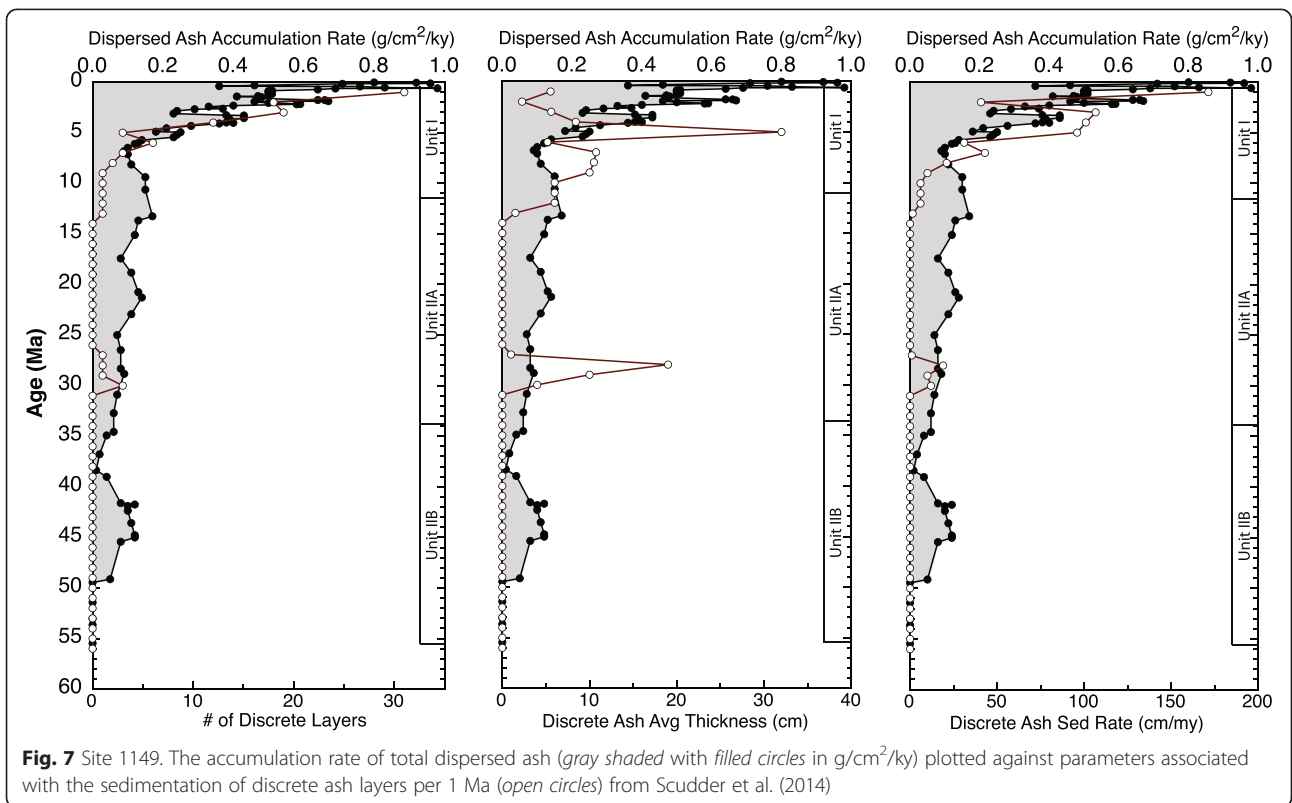 Dispersed Ash Accumulation Rate (g/cm²/ky) Dispersed Ash Accumulation Rate (g/cm²/ky) Dispersed Ash Accumulation Rate (g/cm²/ky)
0.0 0.2 0.4 0.6 0.8 1.0 0.0 0.2 0.4 0.6 0.8 1.0 0.0 0.2 0.4 0.6 0.8 1.0
0
5
10
15
20
25
30
35
40
45
50
55
60
Age (Ma)
Unit I
Unit IIA
Unit IIB
Unit I
Unit IIA
Unit IIB
Unit I
Unit IIA
Unit IIB
0 10 20 30 0 10 20 30 40 0 50 100 150 200
# of Discrete Layers Discrete Ash Avg Thickness (cm) Discrete Ash Sed Rate (cm/my)
Fig. 7 Site 1149. The accumulation rate of total dispersed ash (gray shaded with filled circles in g/cm²/ky) plotted against parameters associated
with the sedimentation of discrete ash layers per 1 Ma (open circles) from Scudder et al. (2014)